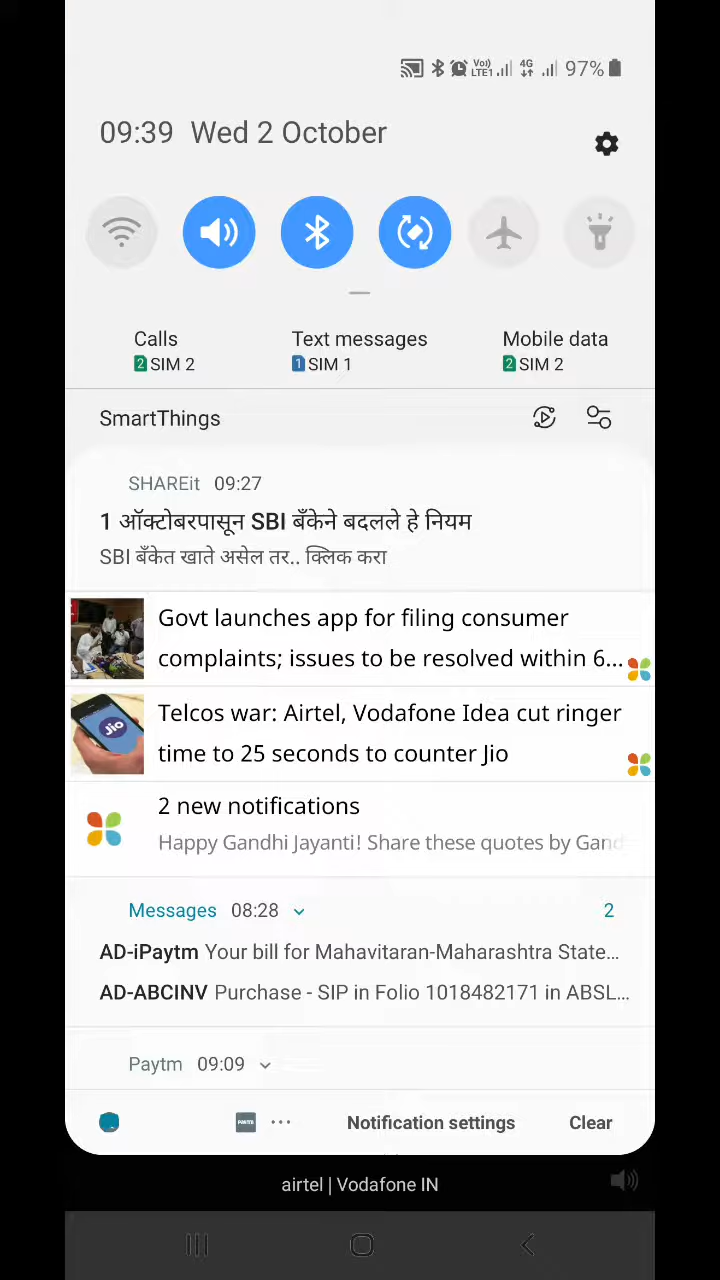 Vo)) LTE1 4G 97%
09:39 Wed 2 October
Calls Text messages Mobile data
2 SIM 2 1 SIM 1 2 SIM 2
SmartThings
SHAREit 09:27
1 ऑक्टोबरपासून SBI बँकेने बदलले हे नियम
SBI बँकेत खाते असेल तर.. क्लिक करा
Govt launches app for filing consumer
complaints; issues to be resolved within 6...
Jio
Telcos war: Airtel, Vodafone Idea cut ringer
time to 25 seconds to counter Jio
2 new notifications
Happy Gandhi Jayanti! Share these quotes by Gand
Messages 08:28 2
AD-iPaytm Your bill for Mahavitaran-Maharashtra State...
AD-ABCINV Purchase - SIP in Folio 1018482171 in ABSL...
Paytm 09:09
Notification settings Clear
airtel | Vodafone IN